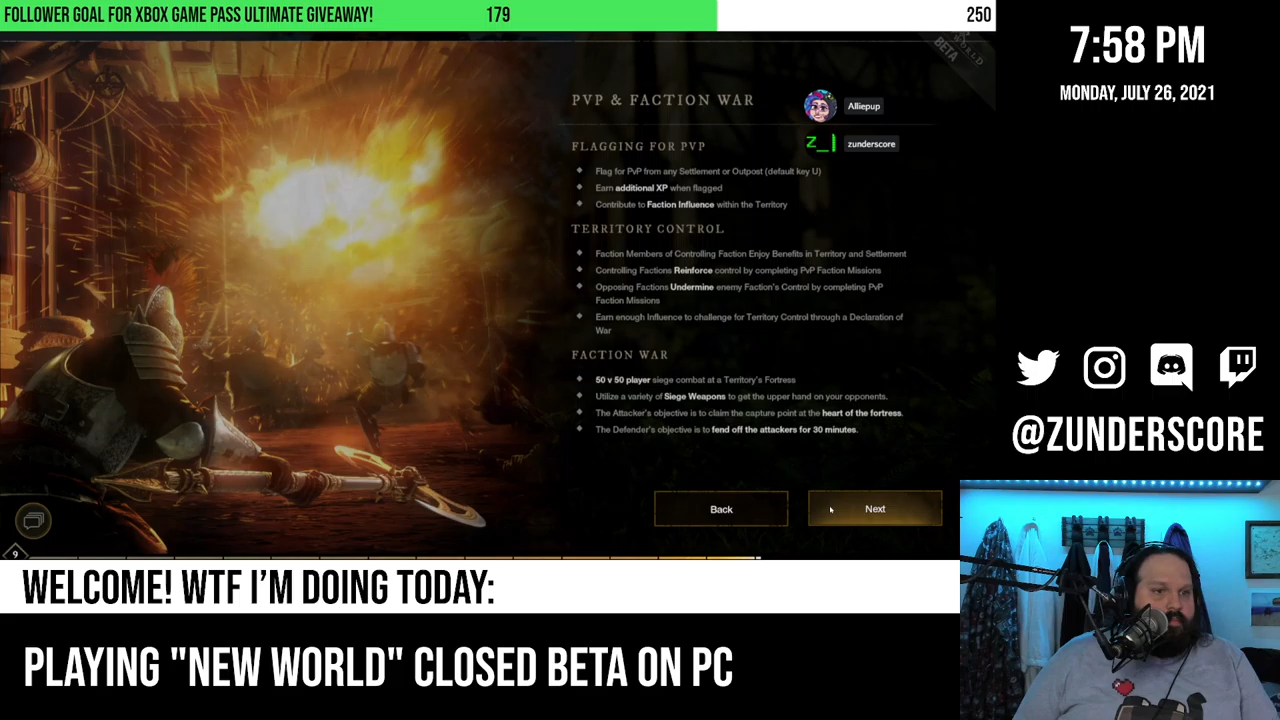 FOLLOWER GOAL FOR XBOX GAME PASS ULTIMATE GIVEAWAY! 179 250
7:58 PM
MONDAY, JULY 26, 2021
WORLD
BETA
PVP & FACTION WAR
Alliepup
Z_| zunderscore
FLAGGING FOR PVP
Flag for PvP from any Settlement or Outpost (default key U)
Earn additional XP when flagged
Contribute to Faction Influence within the Territory
TERRITORY CONTROL
Faction Members of Controlling Faction Enjoy Benefits in Territory and Settlement
Controlling Factions Reinforce control by completing PvP Faction Missions
Opposing Factions Undermine enemy Faction's Control by completing PvP
Faction Missions
Earn enough Influence to challenge for Territory Control through a Declaration of
War
FACTION WAR
50 v 50 player siege combat at a Territory's Fortress
Utilize a variety of Siege Weapons to get the upper hand on your opponents.
The Attacker's objective is to claim the capture point at the heart of the fortress.
The Defender's objective is to fend off the attackers for 30 minutes.
Back Next
9
@ZUNDERSCORE
WELCOME! WTF I'M DOING TODAY:
PLAYING "NEW WORLD" CLOSED BETA ON PC